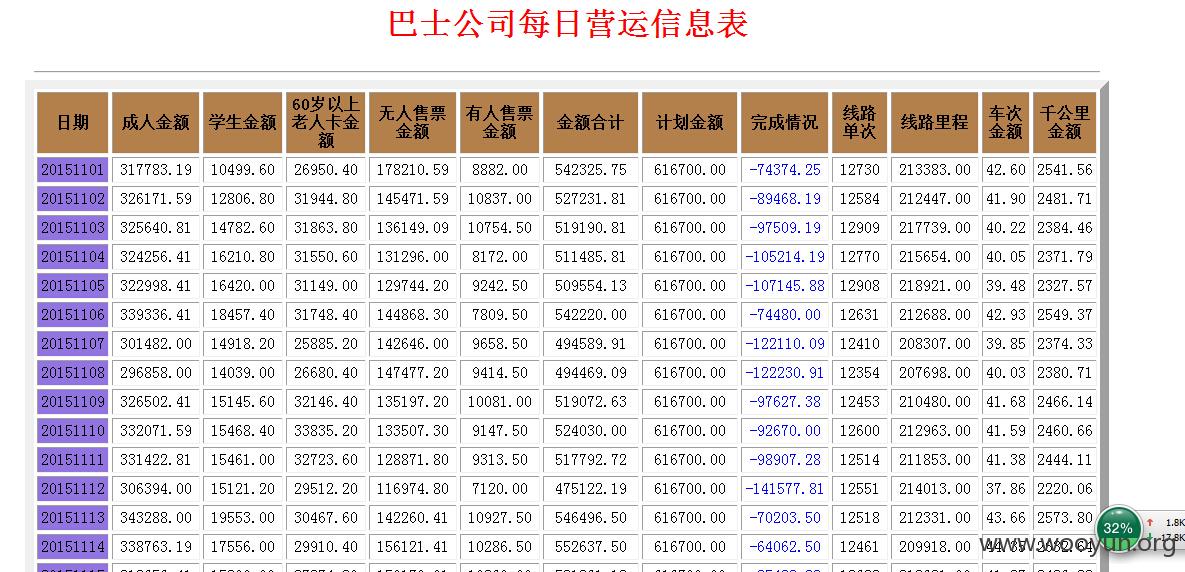 巴士公司每日营运信息表
日期 成人金额 学生金额 60岁以上老人卡金额 无人售票金额 有人售票金额 金额合计 计划金额 完成情况 线路单次 线路里程 车次金额 千公里金额
20151101 317783.19 10499.60 26950.40 178210.59 8882.00 542325.75 616700.00 -74374.25 12730 213383.00 42.60 2541.56
20151102 326171.59 12806.80 31944.80 145471.59 10837.00 527231.81 616700.00 -89468.19 12584 212447.00 41.90 2481.71
20151103 325640.81 14782.60 31863.80 136149.09 10754.50 519190.81 616700.00 -97509.19 12909 217739.00 40.22 2384.46
20151104 324256.41 16210.80 31550.60 131296.00 8172.00 511485.81 616700.00 -105214.19 12770 215654.00 40.05 2371.79
20151105 322998.41 16420.00 31149.00 129744.20 9242.50 509554.13 616700.00 -107145.88 12908 218921.00 39.48 2327.57
20151106 339336.41 18457.40 31748.40 144868.30 7809.50 542220.00 616700.00 -74480.00 12631 212688.00 42.93 2549.37
20151107 301482.00 14918.20 25885.20 142646.00 9658.50 494589.91 616700.00 -122110.09 12410 208307.00 39.85 2374.33
20151108 296858.00 14039.00 26680.40 147477.20 9414.50 494469.09 616700.00 -122230.91 12354 207698.00 40.03 2380.71
20151109 326502.41 15145.60 32146.40 135197.20 10081.00 519072.63 616700.00 -97627.38 12453 210480.00 41.68 2466.14
20151110 332071.59 15468.40 33835.20 133507.30 9147.50 524030.00 616700.00 -92670.00 12600 212963.00 41.59 2460.66
20151111 331422.81 15461.00 32723.60 128871.80 9313.50 517792.72 616700.00 -98907.28 12514 211853.00 41.38 2444.11
20151112 306394.00 15121.20 29512.20 116974.80 7120.00 475122.19 616700.00 -141577.81 12551 214013.00 37.86 2220.06
20151113 343288.00 19553.00 30467.60 142260.41 10927.50 546496.50 616700.00 -70203.50 12518 212331.00 43.66 2573.80
32% 1.8K
20151114 338763.19 17556.00 29910.40 156121.41 10286.50 552637.50 616700.00 -64062.50 12461 209918.00
17.8K
www.wooyun.org